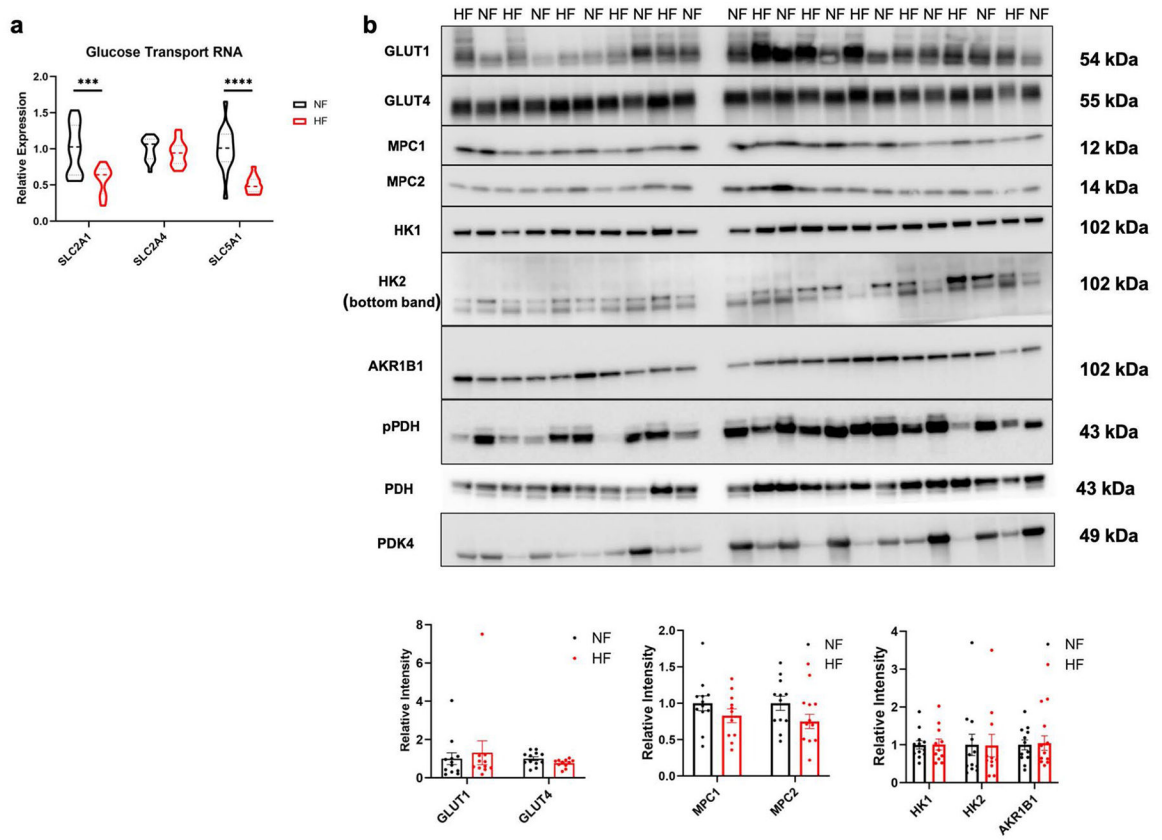 a
Glucose Transport RNA
Relative Expression
2.0
1.5
1.0
0.5
0.0
***
****
SLC2A1
SLC2A4
SLC5A1
NF
HF
b
HF NF HF NF HF NF HF NF HF NF
NF HF NF HF NF HF NF HF NF HF NF HF NF
GLUT1
54 kDa
GLUT4
55 kDa
MPC1
12 kDa
MPC2
14 kDa
HK1
102 kDa
HK2
(bottom band)
102 kDa
AKR1B1
102 kDa
pPDH
43 kDa
PDH
43 kDa
PDK4
49 kDa
Relative Intensity
8
6
4
2
0
GLUT1
GLUT4
NF
HF
Relative Intensity
2.0
1.5
1.0
0.5
0.0
MPC1
MPC2
NF
HF
Relative Intensity
4
3
2
1
0
HK1
HK2
AKR1B1
NF
HF